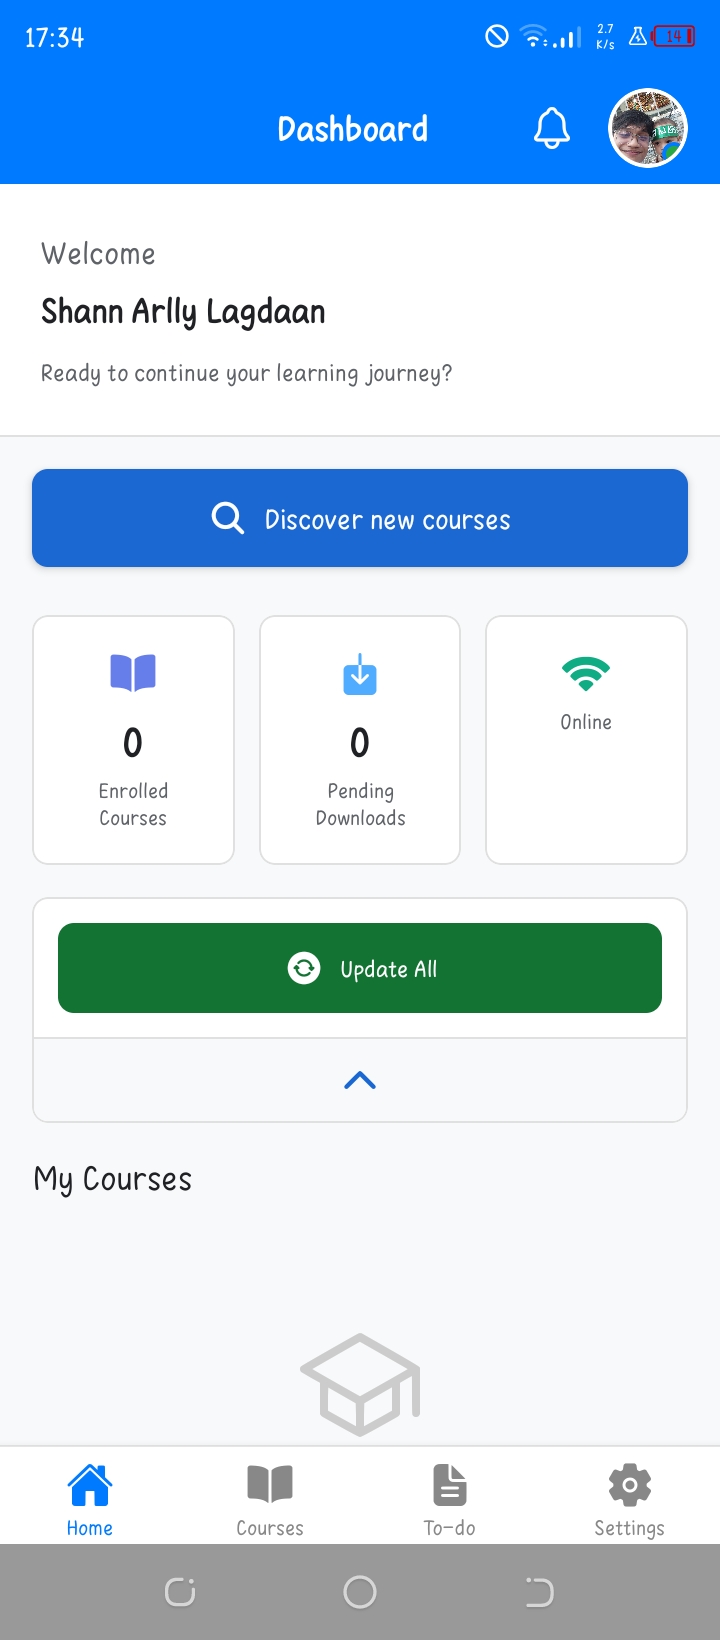 17:34
2.7
K/s
14
Dashboard
Welcome
Shann Arlly Lagdaan
Ready to continue your learning journey?
Discover new courses
0
Enrolled
Courses
0
Pending
Downloads
Online
Update All
My Courses
Home
Courses
To-do
Settings